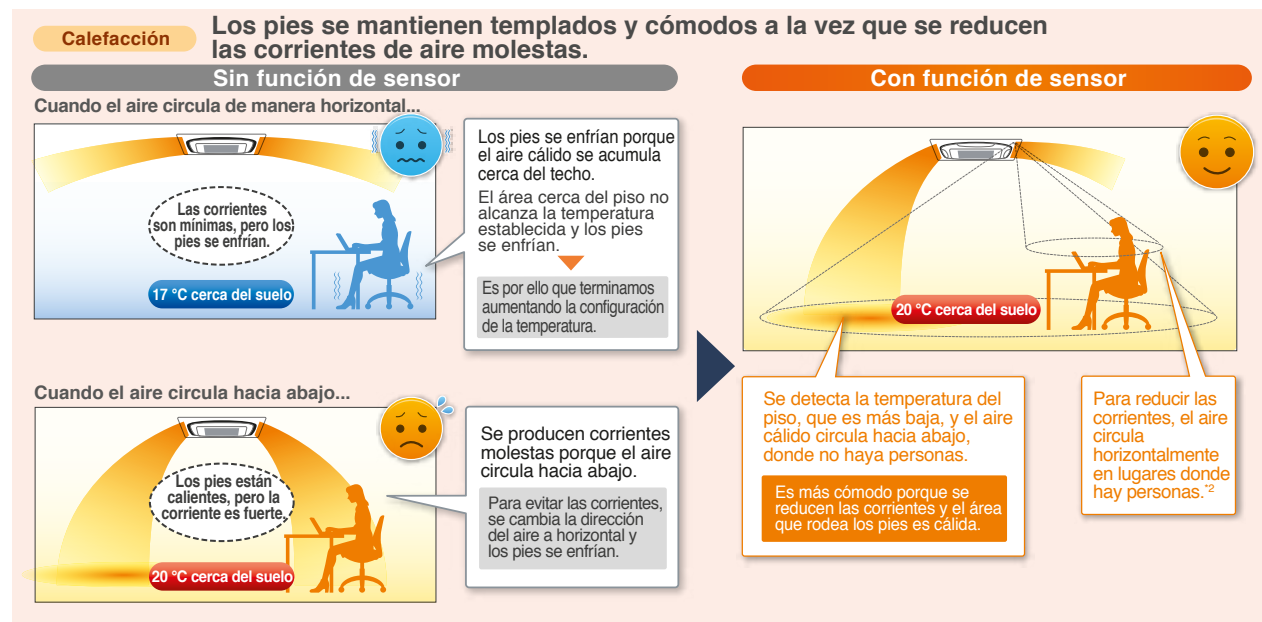 Calefacción
Los pies se mantienen templados y cómodos a la vez que se reducen
las corrientes de aire molestas.
Sin función de sensor
Cuando el aire circula de manera horizontal...
Las corrientes
son mínimas, pero los
pies se enfrían.
17 °C cerca del suelo
Los pies se enfrían porque
el aire cálido se acumula
cerca del techo.
El área cerca del piso no
alcanza la temperatura
establecida y los pies
se enfrían.
Es por ello que terminamos
aumentando la configuración
de la temperatura.
Cuando el aire circula hacia abajo...
Los pies están
calientes, pero la
corriente es fuerte.
20 °C cerca del suelo
Se producen corrientes
molestas porque el aire
circula hacia abajo.
Para evitar las corrientes,
se cambia la dirección
del aire a horizontal y
los pies se enfrían.
Con función de sensor
20 °C cerca del suelo
Se detecta la temperatura del
piso, que es más baja, y el aire
cálido circula hacia abajo,
donde no haya personas.
Es más cómodo porque se
reducen las corrientes y el área
que rodea los pies es cálida.
Para reducir las
corrientes, el aire
circula
horizontalmente
en lugares donde
hay personas.*2